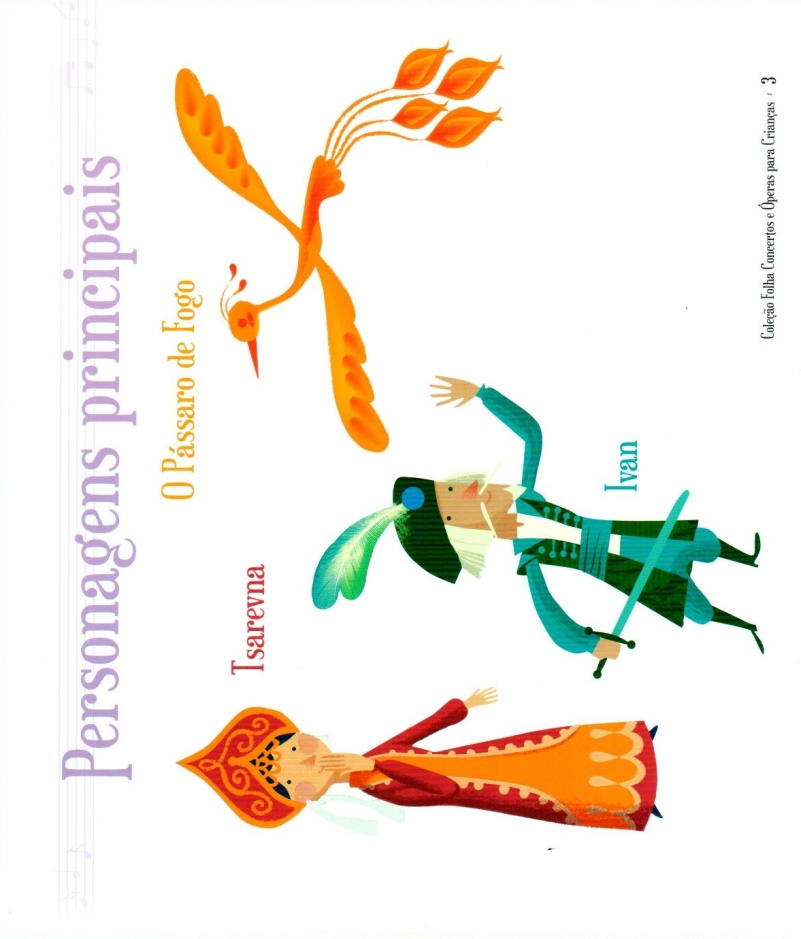 Personagens principais
O Pássaro de Fogo
Tsarevna
Ivan
Coleção Folha Concertos e Óperas para Crianças | 3